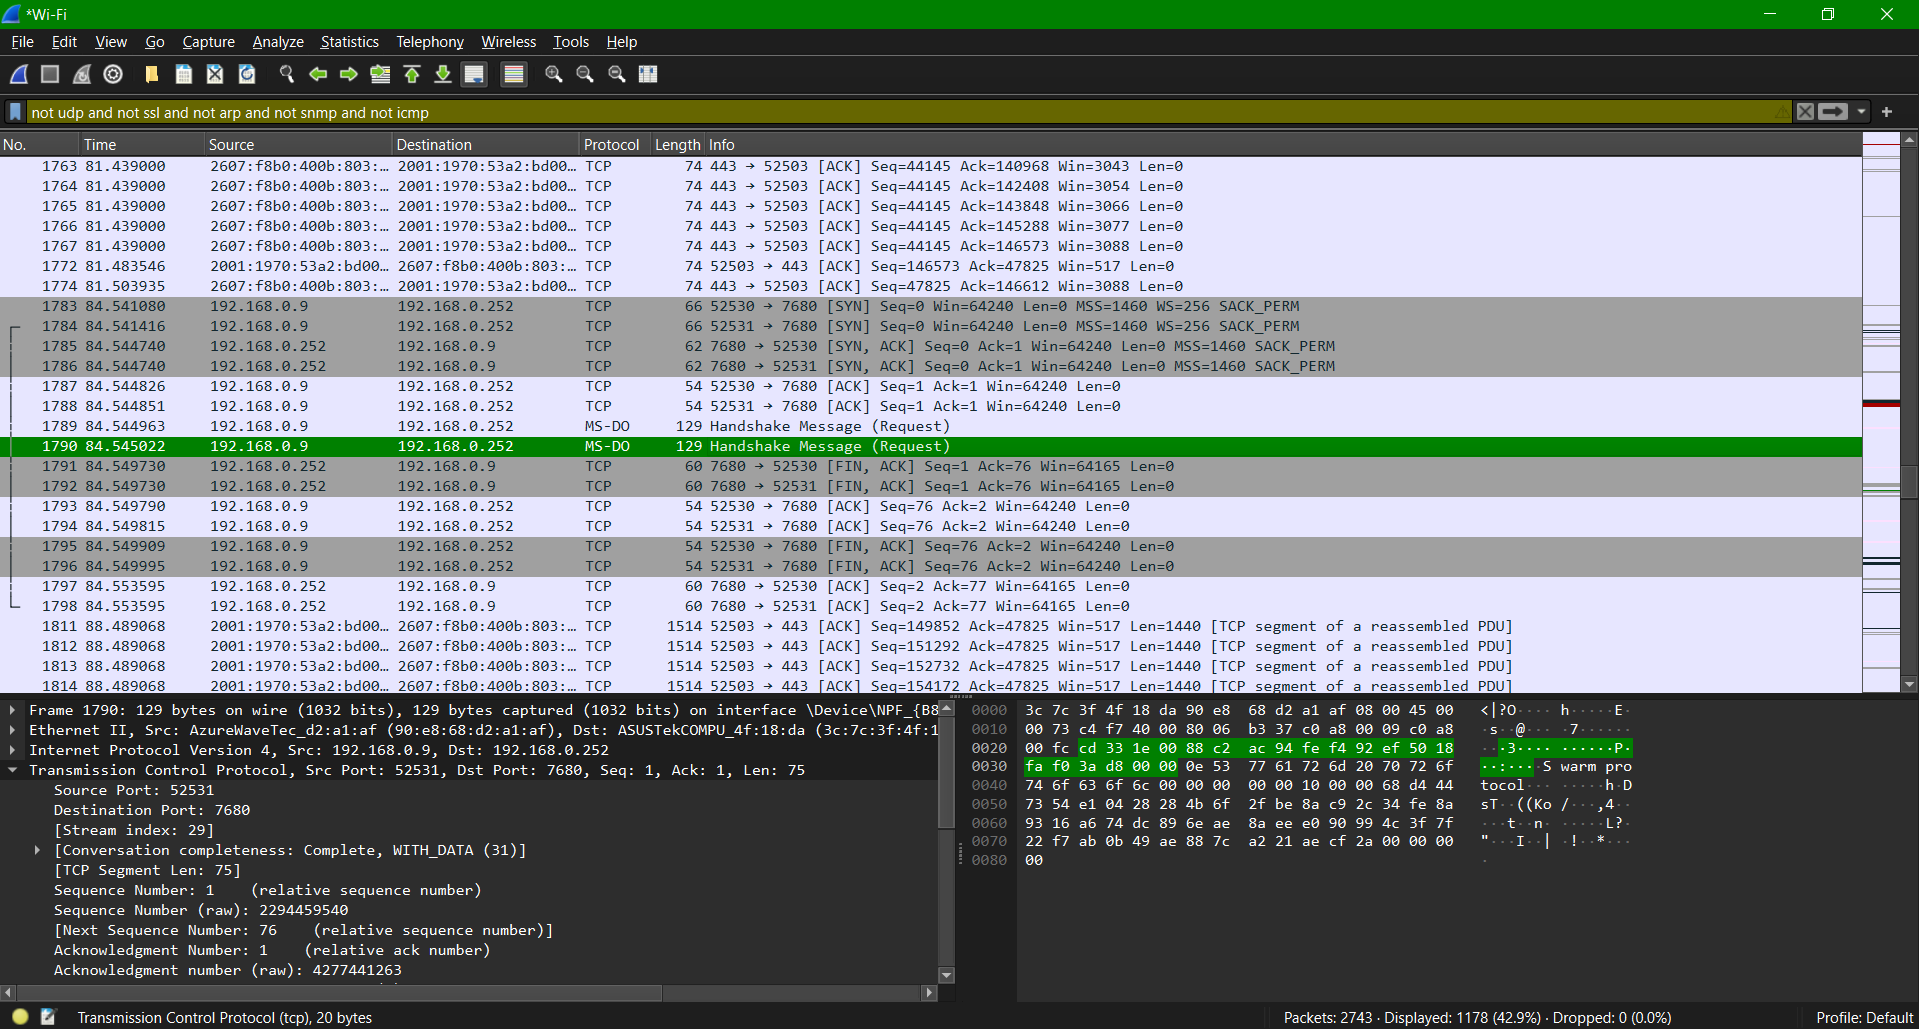 *Wi-Fi
File Edit View Go Capture Analyze Statistics Telephony Wireless Tools Help
not udp and not ssl and not arp and not snmp and not icmp
No. Time Source Destination Protocol Length Info
1763 81.439000 2607:f8b0:400b:803:… 2001:1970:53a2:bd00… TCP 74 443 → 52503 [ACK] Seq=44145 Ack=140968 Win=3043 Len=0
1764 81.439000 2607:f8b0:400b:803:… 2001:1970:53a2:bd00… TCP 74 443 → 52503 [ACK] Seq=44145 Ack=142408 Win=3054 Len=0
1765 81.439000 2607:f8b0:400b:803:… 2001:1970:53a2:bd00… TCP 74 443 → 52503 [ACK] Seq=44145 Ack=143848 Win=3066 Len=0
1766 81.439000 2607:f8b0:400b:803:… 2001:1970:53a2:bd00… TCP 74 443 → 52503 [ACK] Seq=44145 Ack=145288 Win=3077 Len=0
1767 81.439000 2607:f8b0:400b:803:… 2001:1970:53a2:bd00… TCP 74 443 → 52503 [ACK] Seq=44145 Ack=146573 Win=3088 Len=0
1772 81.483546 2001:1970:53a2:bd00… 2607:f8b0:400b:803:… TCP 74 52503 → 443 [ACK] Seq=146573 Ack=47825 Win=517 Len=0
1774 81.503935 2607:f8b0:400b:803:… 2001:1970:53a2:bd00… TCP 74 443 → 52503 [ACK] Seq=47825 Ack=146612 Win=3088 Len=0
1783 84.541080 192.168.0.9 192.168.0.252 TCP 66 52530 → 7680 [SYN] Seq=0 Win=64240 Len=0 MSS=1460 WS=256 SACK_PERM
1784 84.541416 192.168.0.9 192.168.0.252 TCP 66 52531 → 7680 [SYN] Seq=0 Win=64240 Len=0 MSS=1460 WS=256 SACK_PERM
1785 84.544740 192.168.0.252 192.168.0.9 TCP 62 7680 → 52530 [SYN, ACK] Seq=0 Ack=1 Win=64240 Len=0 MSS=1460 SACK_PERM
1786 84.544740 192.168.0.252 192.168.0.9 TCP 62 7680 → 52531 [SYN, ACK] Seq=0 Ack=1 Win=64240 Len=0 MSS=1460 SACK_PERM
1787 84.544826 192.168.0.9 192.168.0.252 TCP 54 52530 → 7680 [ACK] Seq=1 Ack=1 Win=64240 Len=0
1788 84.544851 192.168.0.9 192.168.0.252 TCP 54 52531 → 7680 [ACK] Seq=1 Ack=1 Win=64240 Len=0
1789 84.544963 192.168.0.9 192.168.0.252 MS-DO 129 Handshake Message (Request)
1790 84.545022 192.168.0.9 192.168.0.252 MS-DO 129 Handshake Message (Request)
1791 84.549730 192.168.0.252 192.168.0.9 TCP 60 7680 → 52530 [FIN, ACK] Seq=1 Ack=76 Win=64165 Len=0
1792 84.549730 192.168.0.252 192.168.0.9 TCP 60 7680 → 52531 [FIN, ACK] Seq=1 Ack=76 Win=64165 Len=0
1793 84.549790 192.168.0.9 192.168.0.252 TCP 54 52530 → 7680 [ACK] Seq=76 Ack=2 Win=64240 Len=0
1794 84.549815 192.168.0.9 192.168.0.252 TCP 54 52531 → 7680 [ACK] Seq=76 Ack=2 Win=64240 Len=0
1795 84.549909 192.168.0.9 192.168.0.252 TCP 54 52530 → 7680 [FIN, ACK] Seq=76 Ack=2 Win=64240 Len=0
1796 84.549995 192.168.0.9 192.168.0.252 TCP 54 52531 → 7680 [FIN, ACK] Seq=76 Ack=2 Win=64240 Len=0
1797 84.553595 192.168.0.252 192.168.0.9 TCP 60 7680 → 52530 [ACK] Seq=2 Ack=77 Win=64165 Len=0
1798 84.553595 192.168.0.252 192.168.0.9 TCP 60 7680 → 52531 [ACK] Seq=2 Ack=77 Win=64165 Len=0
1811 88.489068 2001:1970:53a2:bd00… 2607:f8b0:400b:803:… TCP 1514 52503 → 443 [ACK] Seq=149852 Ack=47825 Win=517 Len=1440 [TCP segment of a reassembled PDU]
1812 88.489068 2001:1970:53a2:bd00… 2607:f8b0:400b:803:… TCP 1514 52503 → 443 [ACK] Seq=151292 Ack=47825 Win=517 Len=1440 [TCP segment of a reassembled PDU]
1813 88.489068 2001:1970:53a2:bd00… 2607:f8b0:400b:803:… TCP 1514 52503 → 443 [ACK] Seq=152732 Ack=47825 Win=517 Len=1440 [TCP segment of a reassembled PDU]
1814 88.489068 2001:1970:53a2:bd00… 2607:f8b0:400b:803:… TCP 1514 52503 → 443 [ACK] Seq=154172 Ack=47825 Win=517 Len=1440 [TCP segment of a reassembled PDU]
Frame 1790: 129 bytes on wire (1032 bits), 129 bytes captured (1032 bits) on interface \Device\NPF_{B8
Ethernet II, Src: AzureWaveTec_d2:a1:af (90:e8:68:d2:a1:af), Dst: ASUSTekCOMPU_4f:18:da (3c:7c:3f:4f:1
Internet Protocol Version 4, Src: 192.168.0.9, Dst: 192.168.0.252
Transmission Control Protocol, Src Port: 52531, Dst Port: 7680, Seq: 1, Ack: 1, Len: 75
Source Port: 52531
Destination Port: 7680
[Stream index: 29]
[Conversation completeness: Complete, WITH_DATA (31)]
[TCP Segment Len: 75]
Sequence Number: 1 (relative sequence number)
Sequence Number (raw): 2294459540
[Next Sequence Number: 76 (relative sequence number)]
Acknowledgment Number: 1 (relative ack number)
Acknowledgment number (raw): 4277441263
0000 3c 7c 3f 4f 18 da 90 e8 68 d2 a1 af 08 00 45 00 <|?O···· h·····E·
0010 00 73 c4 f7 40 00 80 06 b3 37 c0 a8 00 09 c0 a8 ·s··@··· ·7······
0020 00 fc cd 33 1e 00 88 c2 ac 94 fe f4 92 ef 50 18 ···3···· ······P·
0030 fa f0 3a d8 00 00 0e 53 77 61 72 6d 20 70 72 6f ··:····S warm pro
0040 74 6f 63 6f 6c 00 00 00 00 00 10 00 00 68 d4 44 tocol··· ·····h·D
0050 73 54 e1 04 28 28 4b 6f 2f be 8a c9 2c 34 fe 8a sT··((Ko /···,4··
0060 93 16 a6 74 dc 89 6e ae 8a ee e0 90 99 4c 3f 7f ···t··n· ·····L?·
0070 22 f7 ab 0b 49 ae 88 7c a2 21 ae cf 2a 00 00 00 "···I··| ·!··*···
0080 00 ·
Transmission Control Protocol (tcp), 20 bytes
Packets: 2743 · Displayed: 1178 (42.9%) · Dropped: 0 (0.0%)
Profile: Default